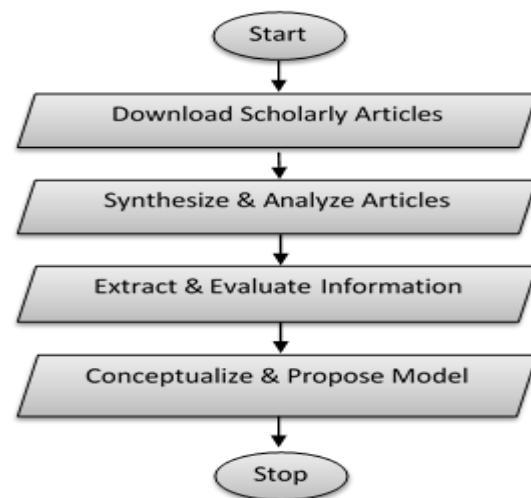 Start
Download Scholarly Articles
Synthesize & Analyze Articles
Extract & Evaluate Information
Conceptualize & Propose Model
Stop